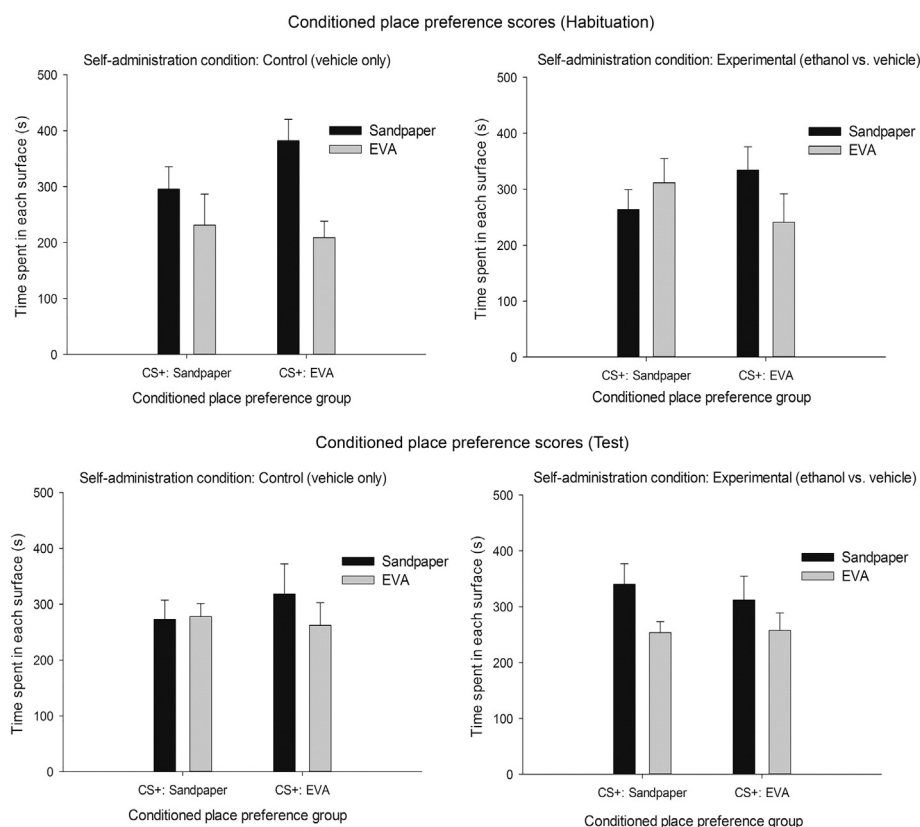 Conditioned place preference scores (Habituation)
Self-administration condition: Control (vehicle only)
500
400
300
200
100
0
Time spent in each surface (s)
Sandpaper
EVA
CS+: Sandpaper
CS+: EVA
Conditioned place preference group
Self-administration condition: Experimental (ethanol vs. vehicle)
500
400
300
200
100
0
Time spent in each surface (s)
Sandpaper
EVA
CS+: Sandpaper
CS+: EVA
Conditioned place preference group
Conditioned place preference scores (Test)
Self-administration condition: Control (vehicle only)
500
400
300
200
100
0
Time spent in each surface (s)
Sandpaper
EVA
CS+: Sandpaper
CS+: EVA
Conditioned place preference group
Self-administration condition: Experimental (ethanol vs. vehicle)
500
400
300
200
100
0
Time spent in each surface (s)
Sandpaper
EVA
CS+: Sandpaper
CS+: EVA
Conditioned place preference group